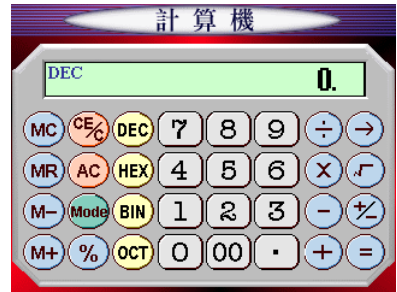 計算機
DEC 0.
MC CE/C DEC 7 8 9 ÷ →
MR AC HEX 4 5 6 X √
M− Mode BIN 1 2 3 − +/−
M+ % OCT 0 00 · + =